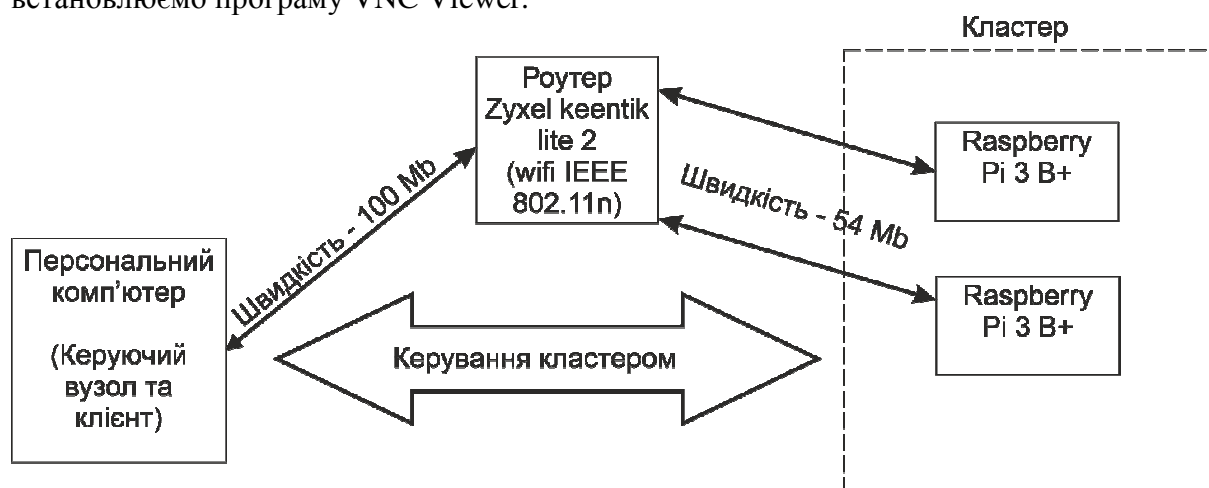 встановлюємо програму VNC Viewer.
Кластер
Роутер
Zyxel keentik
lite 2
(wifi IEEE
802.11n)
Raspberry
Pi 3 B+
Швидкість - 100 Mb
Швидкість - 54 Mb
Персональний
комп'ютер
(Керуючий
вузол та
клієнт)
Raspberry
Pi 3 B+
Керування кластером